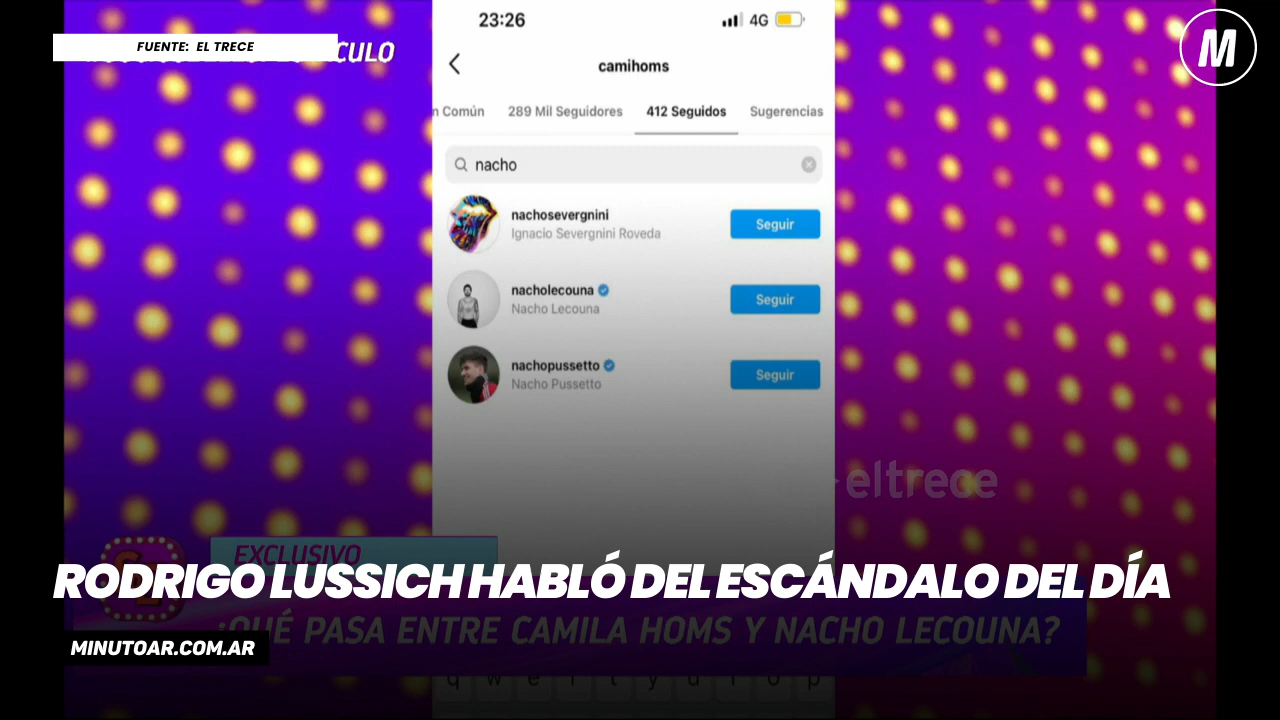 23:26
4G
FUENTE: EL TRECE
CULO
M
camihoms
n Común
289 Mil Seguidores
412 Seguidos
Sugerencias
nacho
nachosevergnini
Ignacio Severgnini Roveda
Seguir
nacholecouna
Nacho Lecouna
Seguir
nachopussetto
Nacho Pussetto
Seguir
eltrece
EXCLUSIVO
RODRIGO LUSSICH HABLÓ DEL ESCÁNDALO DEL DÍA
¿QUÉ PASA ENTRE CAMILA HOMS Y NACHO LECOUNA?
MINUTOAR.COM.AR
q w e r t y u i o p